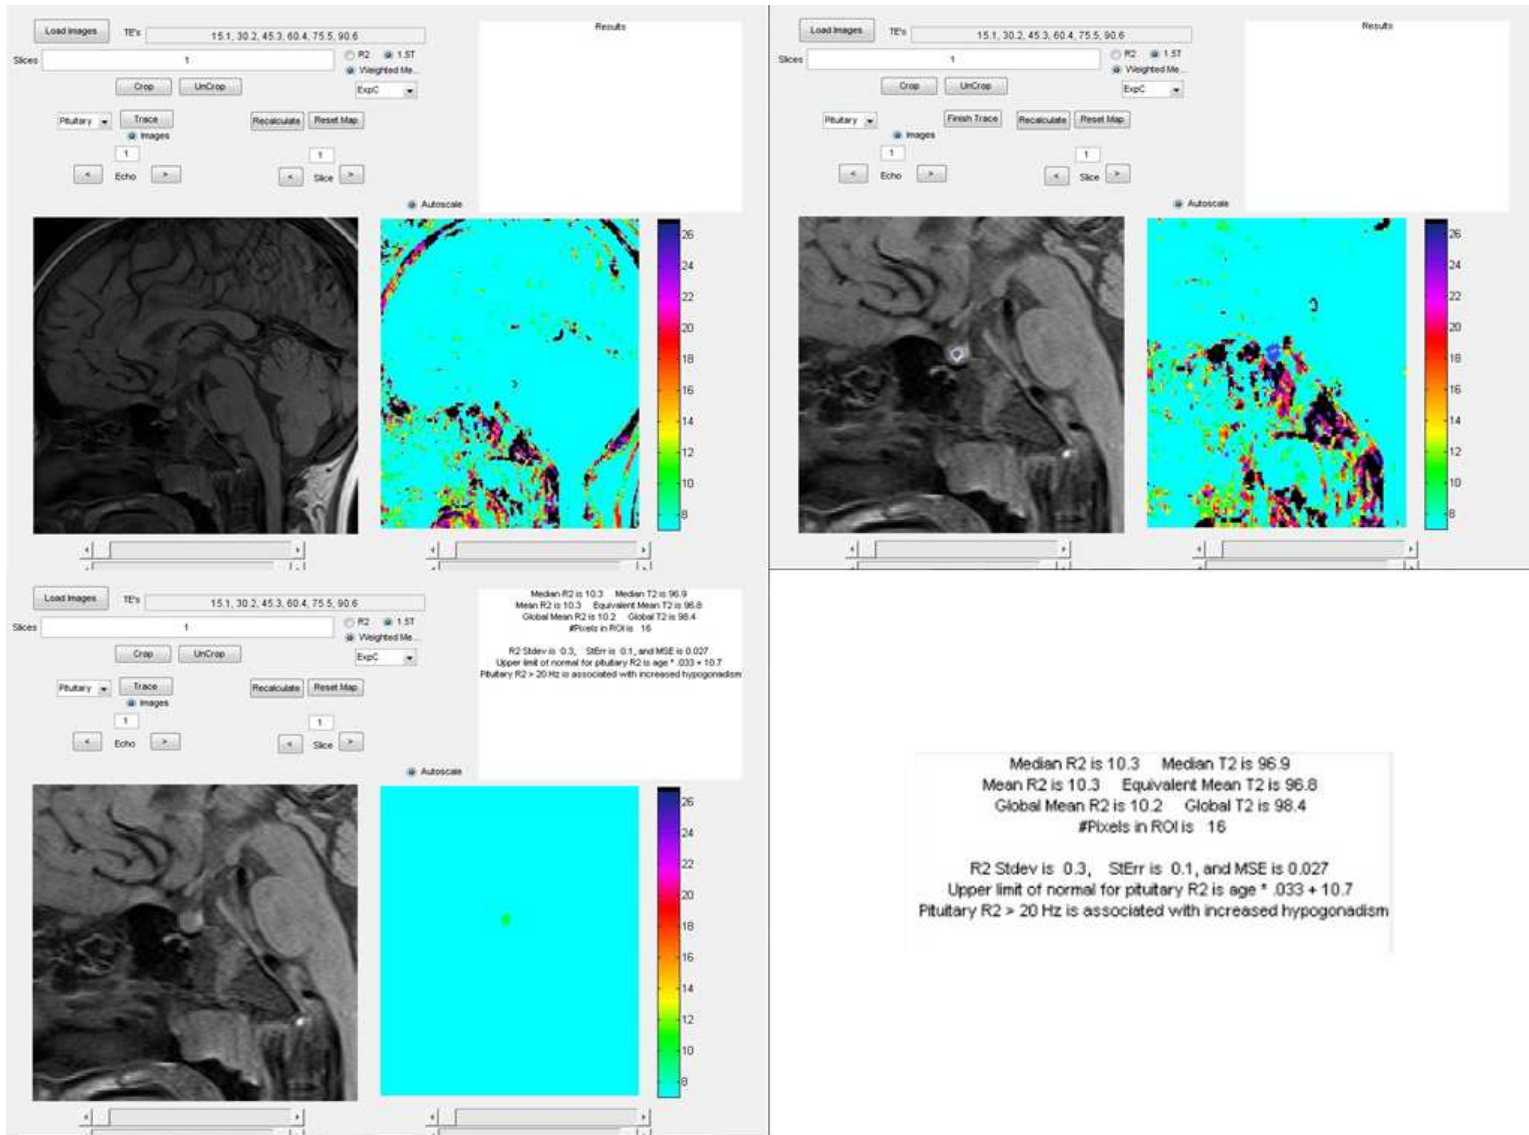 Load Images TE's 15.1, 30.2, 45.3, 60.4, 75.5, 90.6
Slices 1 R2 1.5T
Weighted Me...
Crop UnCrop ExpC
Pituitary Trace Recalculate Reset Map
Images
1 1
< Echo > < Slice >
Autoscale
Results
26
24
22
20
18
16
14
12
10
8
Load Images TE's 15.1, 30.2, 45.3, 60.4, 75.5, 90.6
Slices 1 R2 1.5T
Weighted Me...
Crop UnCrop ExpC
Pituitary Finish Trace Recalculate Reset Map
Images
1 1
< Echo > < Slice >
Autoscale
Results
26
24
22
20
18
16
14
12
10
8
Load Images TE's 15.1, 30.2, 45.3, 60.4, 75.5, 90.6
Slices 1 R2 1.5T
Weighted Me...
Crop UnCrop ExpC
Pituitary Trace Recalculate Reset Map
Images
1 1
< Echo > < Slice >
Autoscale
Median R2 is 10.3 Median T2 is 96.9
Mean R2 is 10.3 Equivalent Mean T2 is 96.8
Global Mean R2 is 10.2 Global T2 is 98.4
#Pixels in ROI is 16
R2 Stdev is 0.3, StErr is 0.1, and MSE is 0.027
Upper limit of normal for pituitary R2 is age * .033 + 10.7
Pituitary R2 > 20 Hz is associated with increased hypogonadism
26
24
22
20
18
16
14
12
10
8
Median R2 is 10.3 Median T2 is 96.9
Mean R2 is 10.3 Equivalent Mean T2 is 96.8
Global Mean R2 is 10.2 Global T2 is 98.4
#Pixels in ROI is 16
R2 Stdev is 0.3, StErr is 0.1, and MSE is 0.027
Upper limit of normal for pituitary R2 is age * .033 + 10.7
Pituitary R2 > 20 Hz is associated with increased hypogonadism